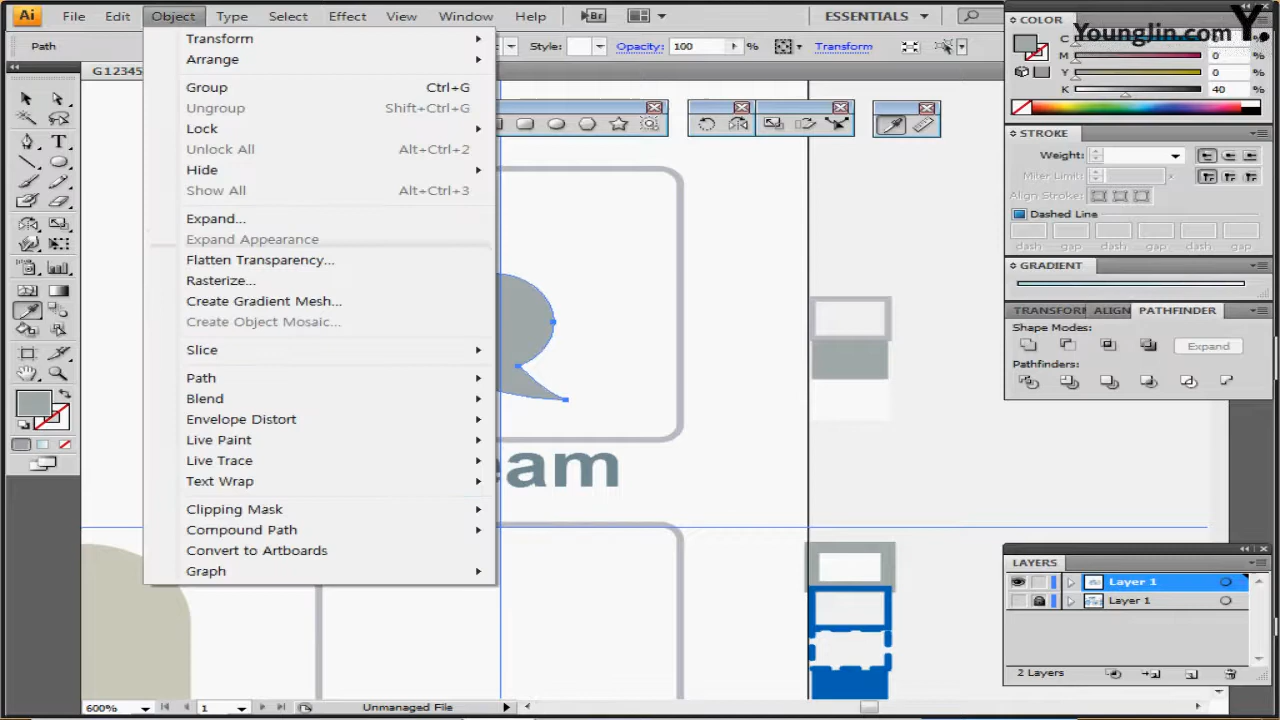 Ai File Edit Object Type Select Effect View Window Help Br ESSENTIALS
Path Style: Opacity: 100 % Transform
G12345
Transform
Arrange
Group Ctrl+G
Ungroup Shift+Ctrl+G
Lock
Unlock All Alt+Ctrl+2
Hide
Show All Alt+Ctrl+3
Expand...
Expand Appearance
Flatten Transparency...
Rasterize...
Create Gradient Mesh...
Create Object Mosaic...
Slice
Path
Blend
Envelope Distort
Live Paint
Live Trace
Text Wrap
Clipping Mask
Compound Path
Convert to Artboards
Graph
eam
COLOR
Younglin.com Y.
C %
M 0 %
Y 0 %
K 40 %
STROKE
Weight:
Miter Limit: x
Align Stroke:
Dashed Line
dash gap dash gap dash gap
GRADIENT
TRANSFORM ALIGN PATHFINDER
Shape Modes:
Expand
Pathfinders:
LAYERS
Layer 1
Layer 1
2 Layers
600% 1 Unmanaged File